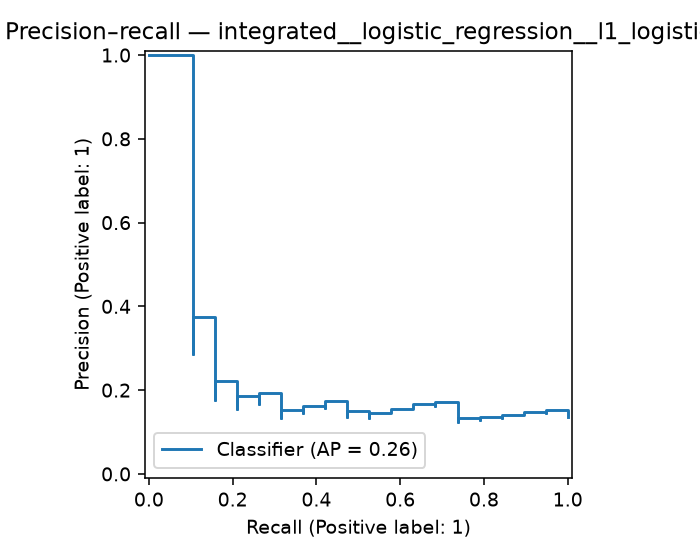 Precision–recall — integrated__logistic_regression__l1_logisti
1.0
0.8
0.6
0.4
0.2
0.0
Precision (Positive label: 1)
Classifier (AP = 0.26)
0.0 0.2 0.4 0.6 0.8 1.0
Recall (Positive label: 1)